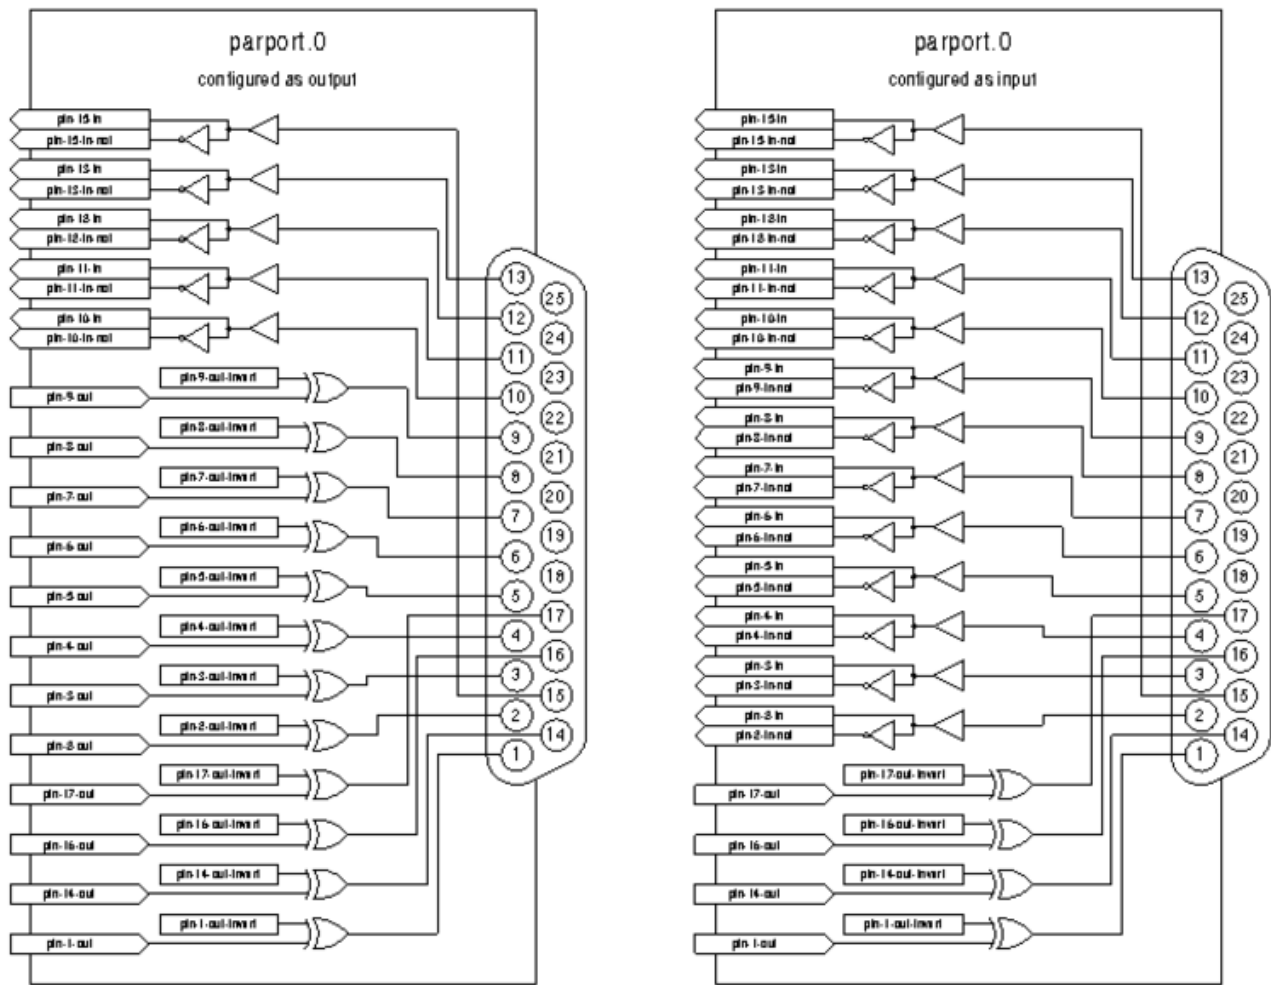 parport.0
configured as output
pin-15-in
pin-15-in-not
pin-13-in
pin-13-in-not
pin-12-in
pin-12-in-not
pin-11-in
pin-11-in-not
pin-10-in
pin-10-in-not
pin-9-out-invert
pin-9-out
pin-8-out-invert
pin-8-out
pin-7-out-invert
pin-7-out
pin-6-out-invert
pin-6-out
pin-5-out-invert
pin-5-out
pin-4-out-invert
pin-4-out
pin-3-out-invert
pin-3-out
pin-2-out-invert
pin-2-out
pin-17-out-invert
pin-17-out
pin-16-out-invert
pin-16-out
pin-14-out-invert
pin-14-out
pin-1-out-invert
pin-1-out
13
25
12
24
11
23
10
22
9
21
8
20
7
19
6
18
5
17
4
16
3
15
2
14
1
parport.0
configured as input
pin-15-in
pin-15-in-not
pin-13-in
pin-13-in-not
pin-12-in
pin-12-in-not
pin-11-in
pin-11-in-not
pin-10-in
pin-10-in-not
pin-9-in
pin-9-in-not
pin-8-in
pin-8-in-not
pin-7-in
pin-7-in-not
pin-6-in
pin-6-in-not
pin-5-in
pin-5-in-not
pin-4-in
pin-4-in-not
pin-3-in
pin-3-in-not
pin-2-in
pin-2-in-not
pin-17-out-invert
pin-17-out
pin-16-out-invert
pin-16-out
pin-14-out-invert
pin-14-out
pin-1-out-invert
pin-1-out
13
25
12
24
11
23
10
22
9
21
8
20
7
19
6
18
5
17
4
16
3
15
2
14
1